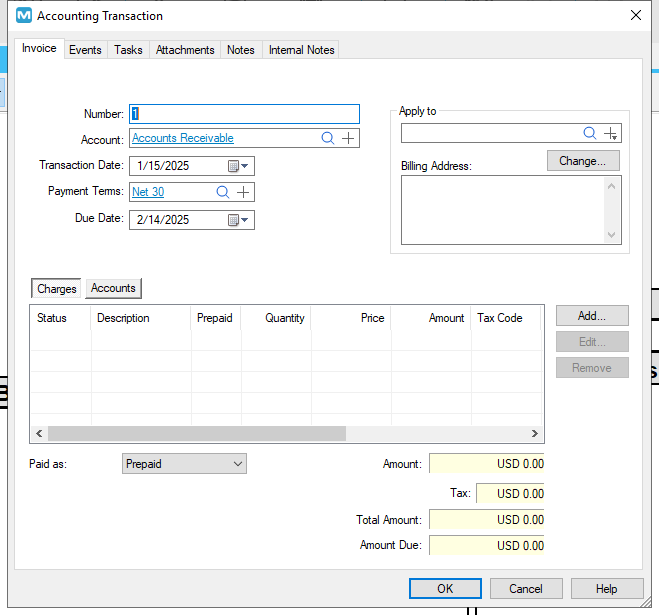 M Accounting Transaction
Invoice Events Tasks Attachments Notes Internal Notes
Number: 1
Account: Accounts Receivable
Transaction Date: 1/15/2025
Payment Terms: Net 30
Due Date: 2/14/2025
Apply to
Billing Address: Change...
Charges Accounts
Status Description Prepaid Quantity Price Amount Tax Code
Add...
Edit...
Remove
Paid as: Prepaid
Amount: USD 0.00
Tax: USD 0.00
Total Amount: USD 0.00
Amount Due: USD 0.00
OK Cancel Help